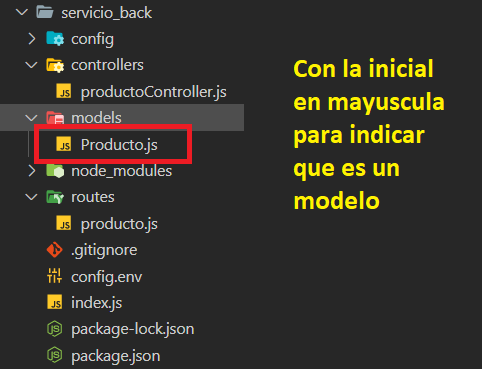 servicio_back
config
controllers
JS productoController.js
models
JS Producto.js
node_modules
routes
JS producto.js
.gitignore
config.env
JS index.js
package-lock.json
package.json
Con la inicial
en mayuscula
para indicar
que es un
modelo